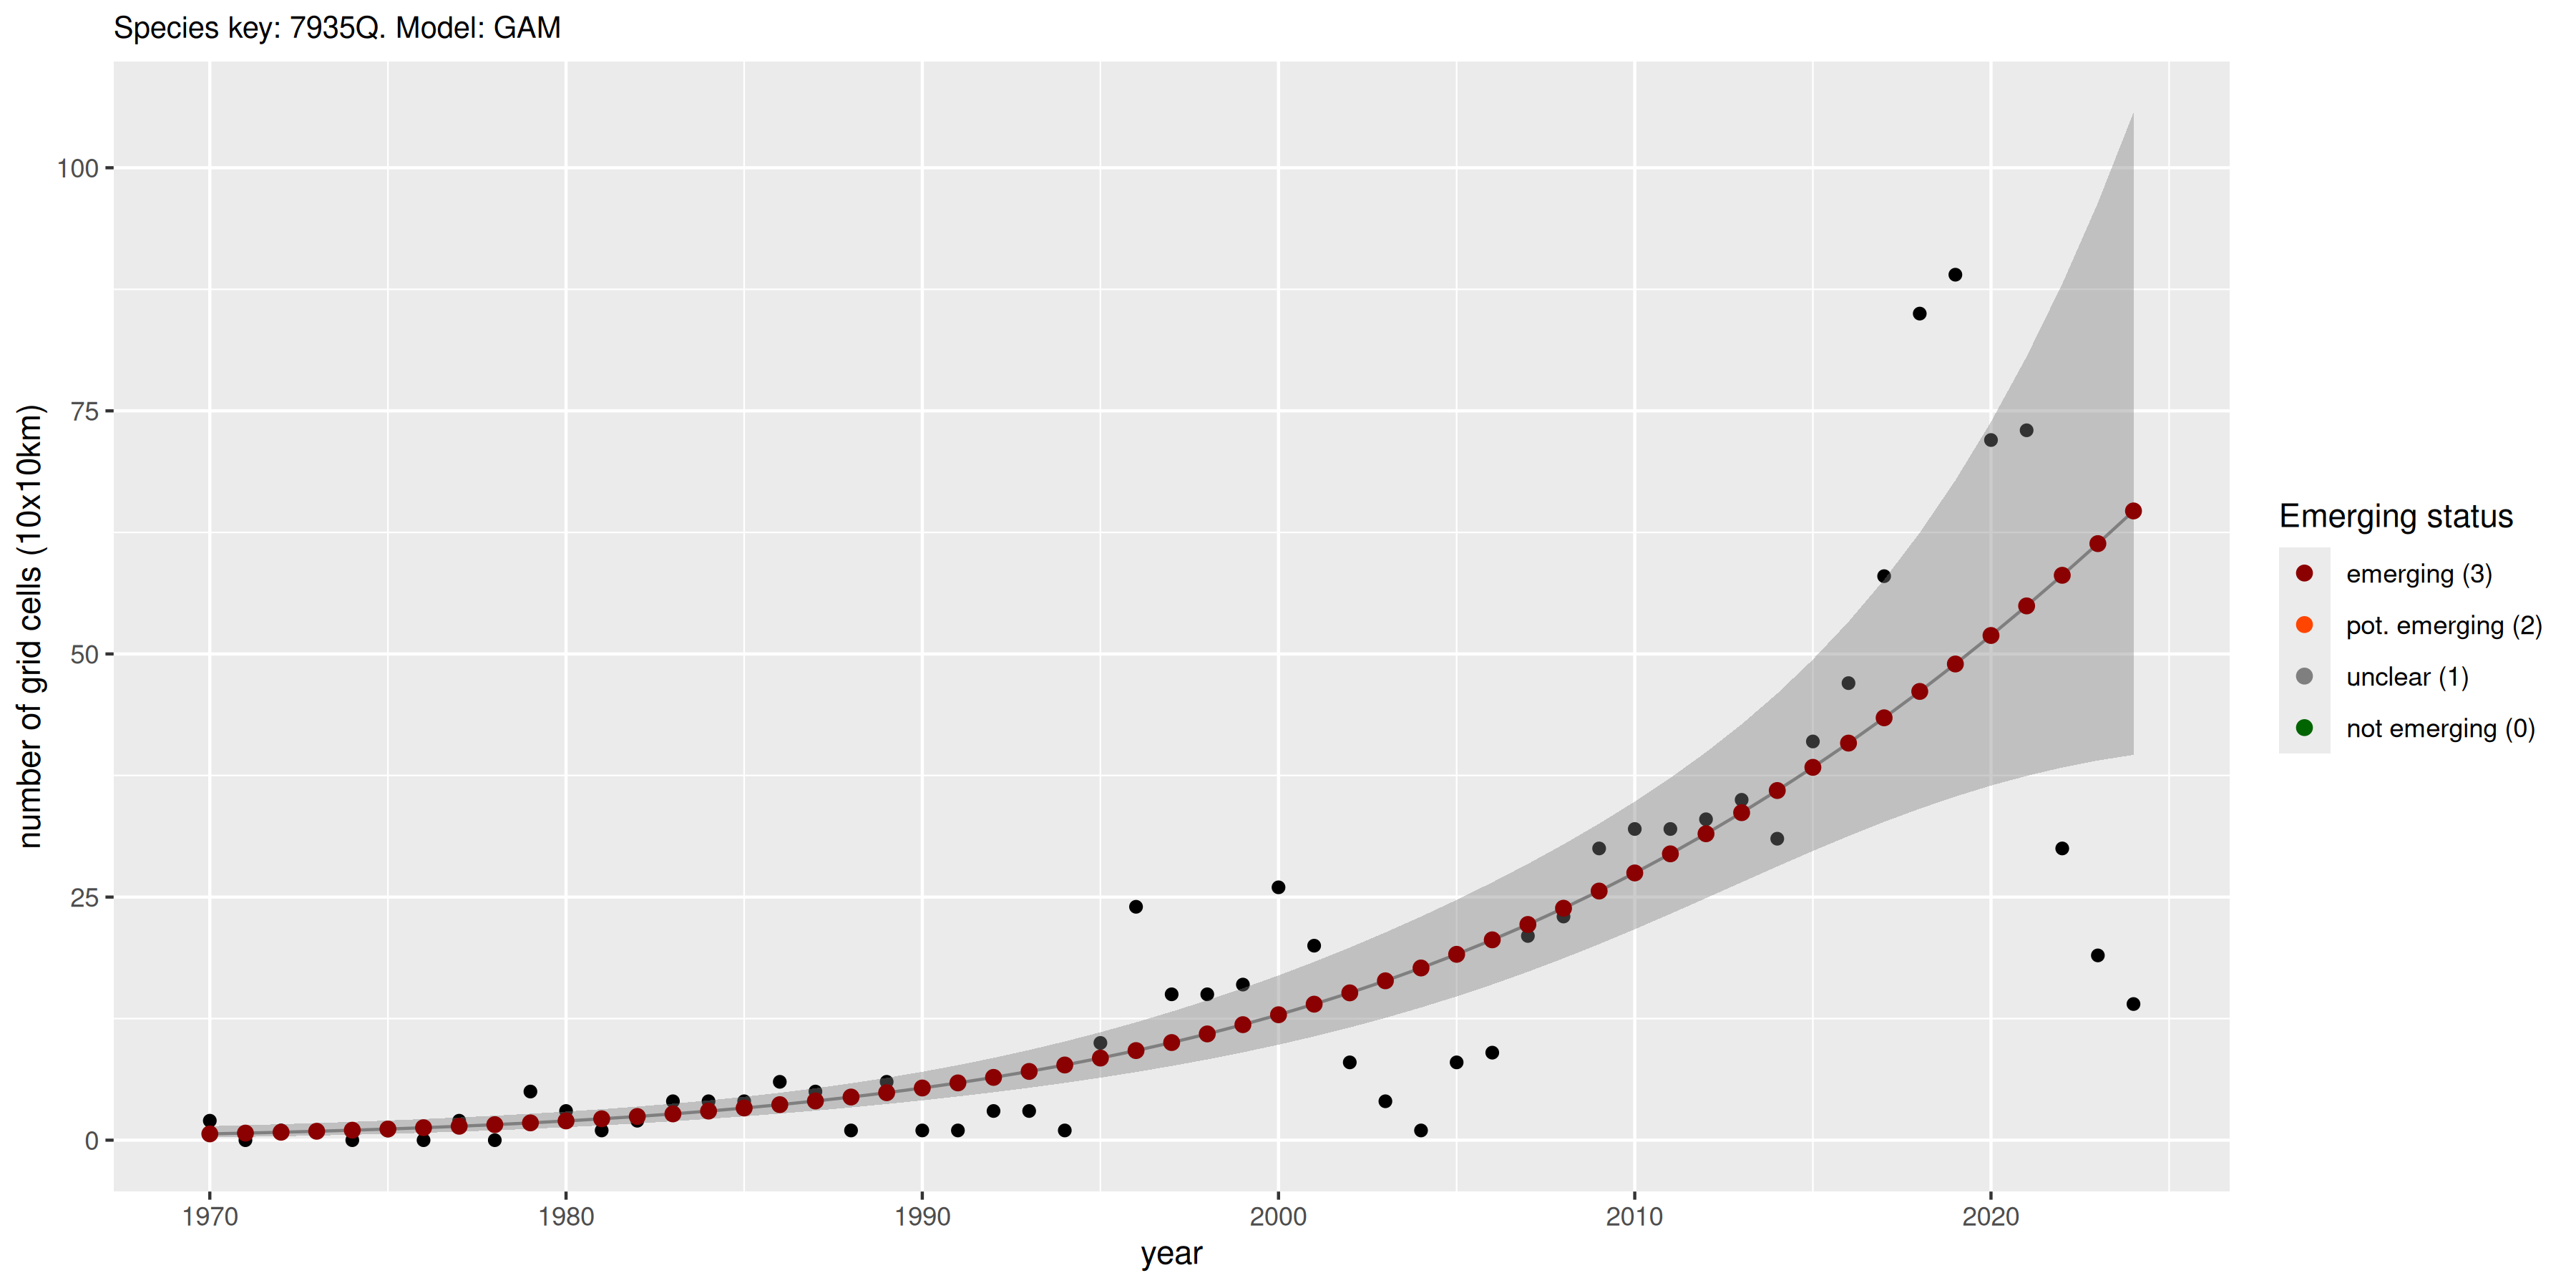 Species key: 7935Q. Model: GAM
number of grid cells (10x10km)
100
75
50
25
0
1970
1980
1990
2000
2010
2020
year
Emerging status
emerging (3)
pot. emerging (2)
unclear (1)
not emerging (0)